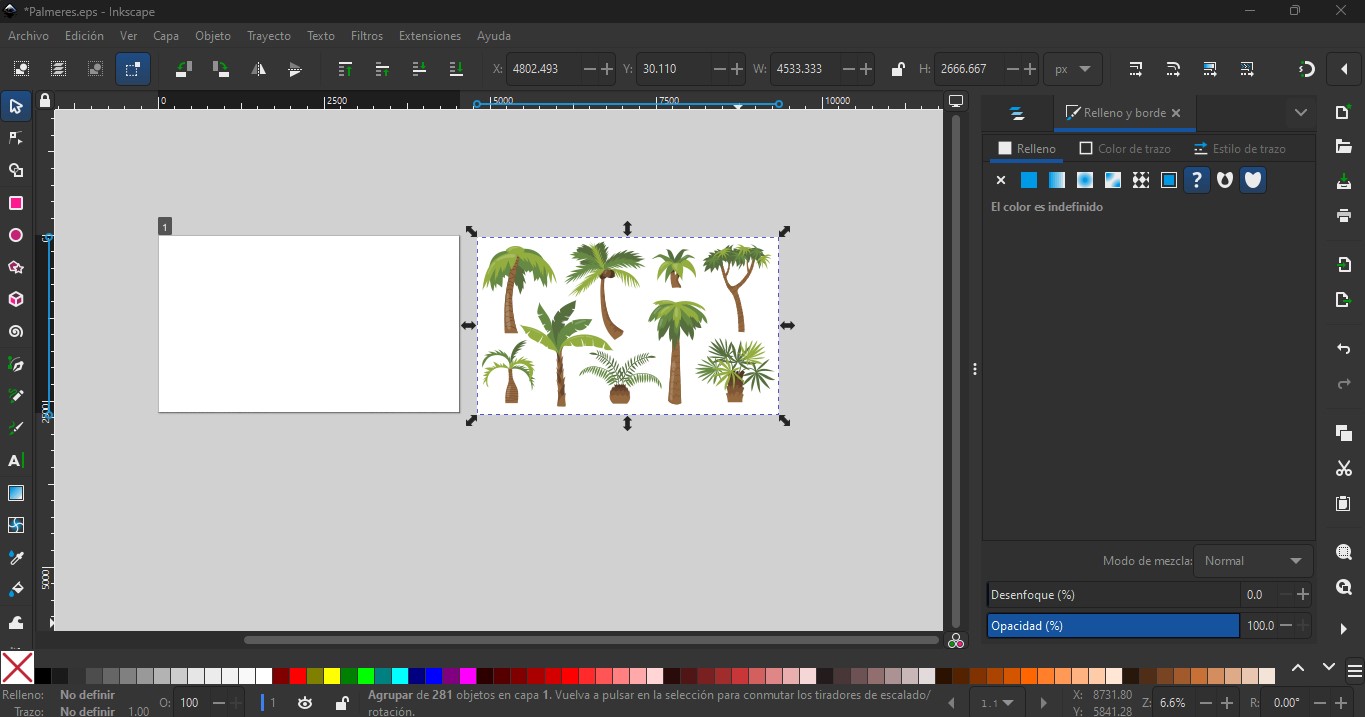 *Palmeres.eps - Inkscape
Archivo Edición Ver Capa Objeto Trayecto Texto Filtros Extensiones Ayuda
X: 4802.493 Y: 30.110 W: 4533.333 H: 2666.667 px
0 2500 5000 7500 10000
Relleno y borde
Relleno Color de trazo Estilo de trazo
?
El color es indefinido
1
0
2500
5000
A
Modo de mezcla: Normal
Desenfoque (%) 0.0
Opacidad (%) 100.0
Relleno: No definir
Trazo: No definir 1.00
O: 100
1
Agrupar de 281 objetos en capa 1. Vuelva a pulsar en la selección para conmutar los tiradores de escalado/
rotación.
1.1
X: 8731.80
Y: 5841.28
Z: 6.6%
R: 0.00°